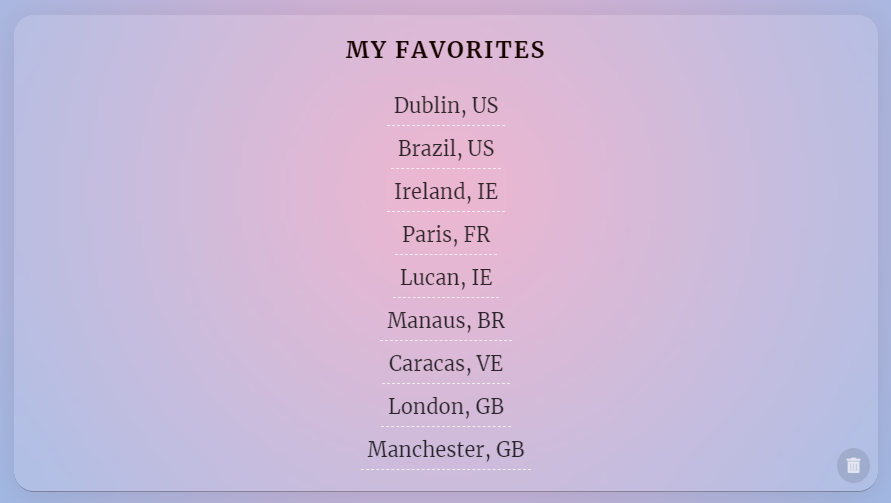 MY FAVORITES
Dublin, US
Brazil, US
Ireland, IE
Paris, FR
Lucan, IE
Manaus, BR
Caracas, VE
London, GB
Manchester, GB